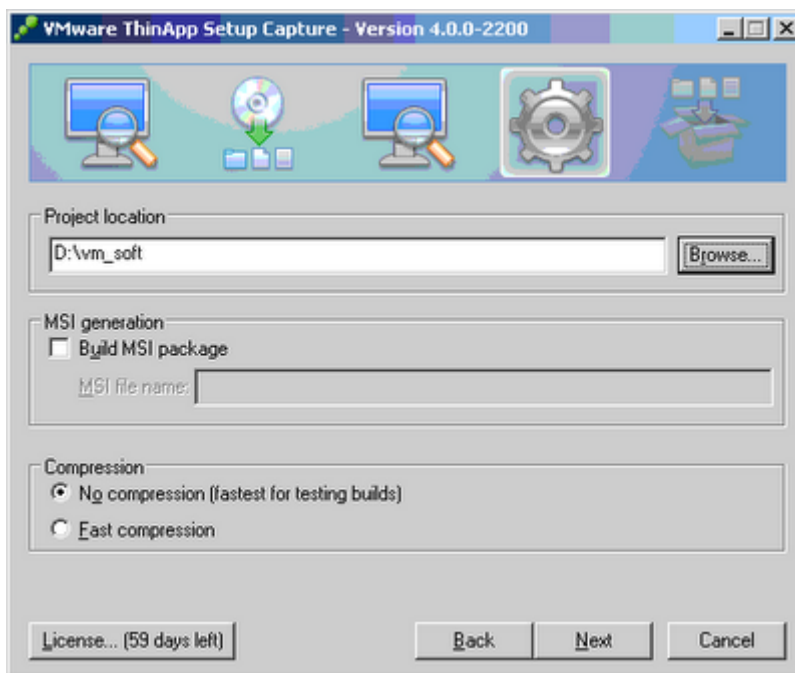 VMware ThinApp Setup Capture - Version 4.0.0-2200
Project location
D:\vm_soft
Browse...
MSI generation
Build MSI package
MSI file name:
Compression
No compression (fastest for testing builds)
Fast compression
License... (59 days left)
Back
Next
Cancel